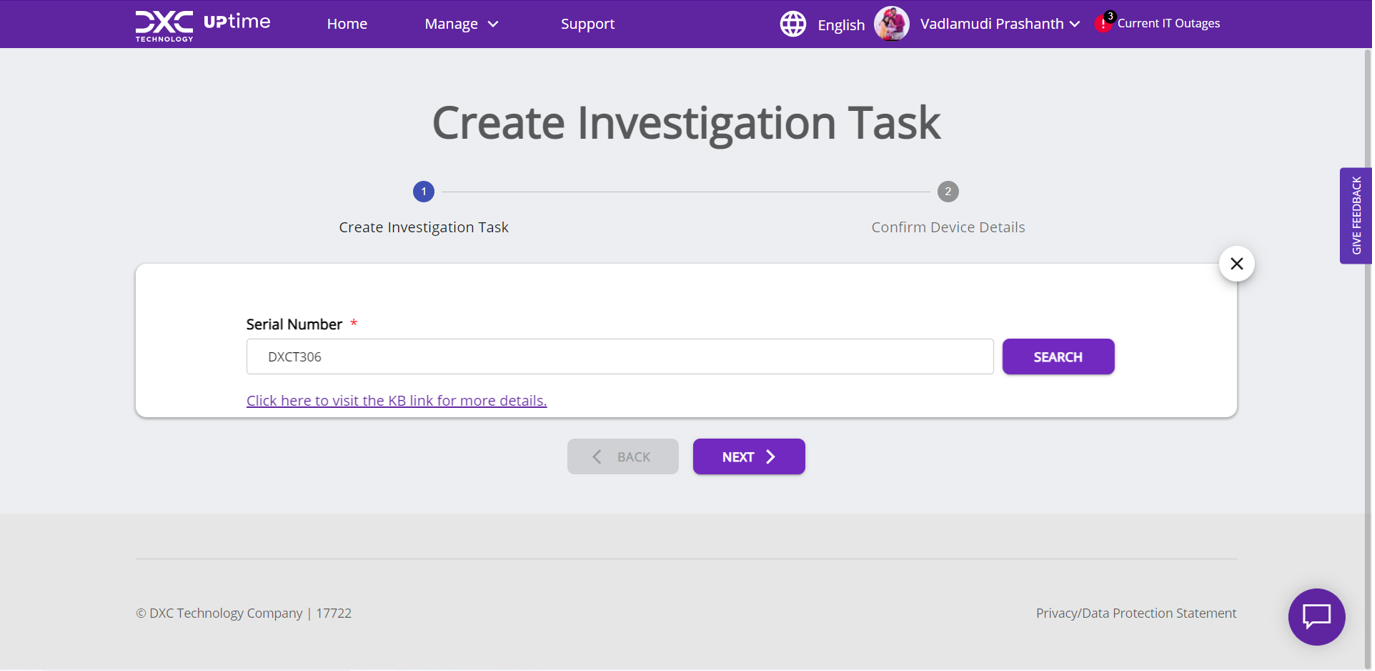 DXC TECHNOLOGY UPtime Home Manage Support English Vadlamudi Prashanth 3 ! Current IT Outages
Create Investigation Task
1 2
Create Investigation Task Confirm Device Details
GIVE FEEDBACK
Serial Number *
DXCT306 SEARCH
Click here to visit the KB link for more details.
BACK NEXT
© DXC Technology Company | 17722 Privacy/Data Protection Statement